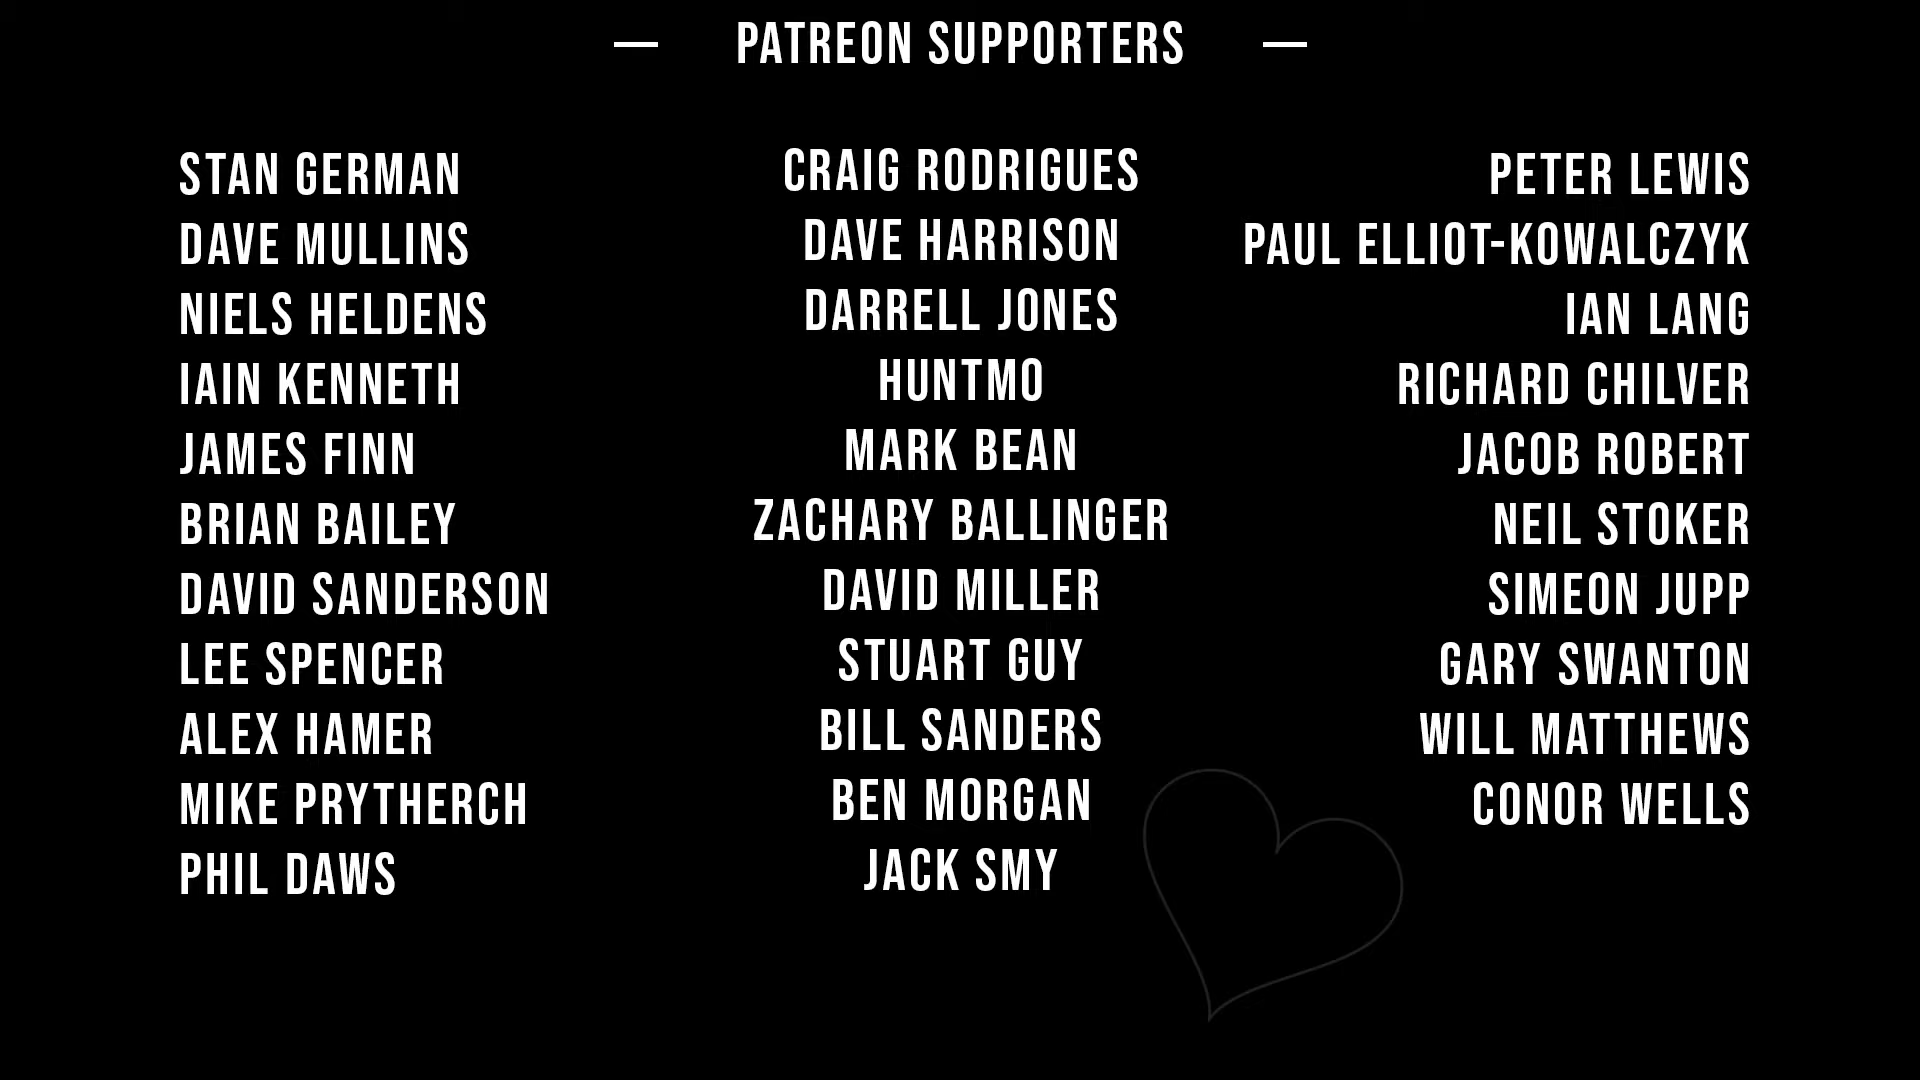 — PATREON SUPPORTERS —
STAN GERMAN
DAVE MULLINS
NIELS HELDENS
IAIN KENNETH
JAMES FINN
BRIAN BAILEY
DAVID SANDERSON
LEE SPENCER
ALEX HAMER
MIKE PRYTHERCH
PHIL DAWS
CRAIG RODRIGUES
DAVE HARRISON
DARRELL JONES
HUNTMO
MARK BEAN
ZACHARY BALLINGER
DAVID MILLER
STUART GUY
BILL SANDERS
BEN MORGAN
JACK SMY
PETER LEWIS
PAUL ELLIOT-KOWALCZYK
IAN LANG
RICHARD CHILVER
JACOB ROBERT
NEIL STOKER
SIMEON JUPP
GARY SWANTON
WILL MATTHEWS
CONOR WELLS